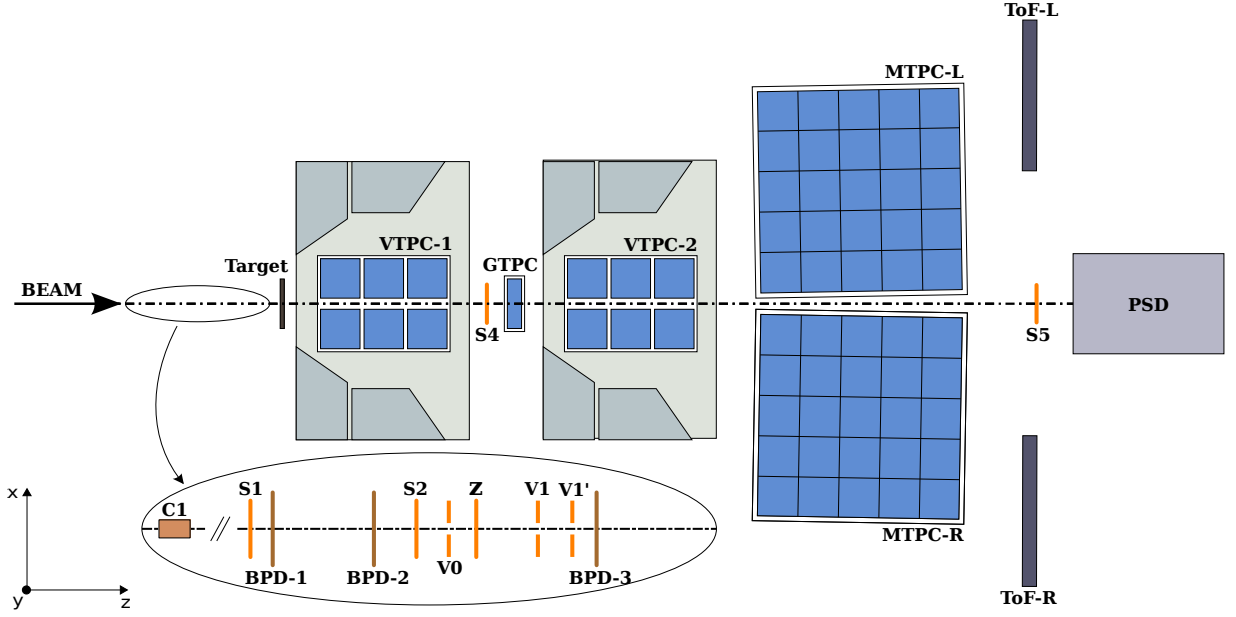 ToF-L
MTPC-L
VTPC-1
VTPC-2
Target
GTPC
BEAM
S4
S5
PSD
S1
S2
Z
V1
V1'
C1
V0
BPD-1
BPD-2
BPD-3
MTPC-R
ToF-R
x
y
z